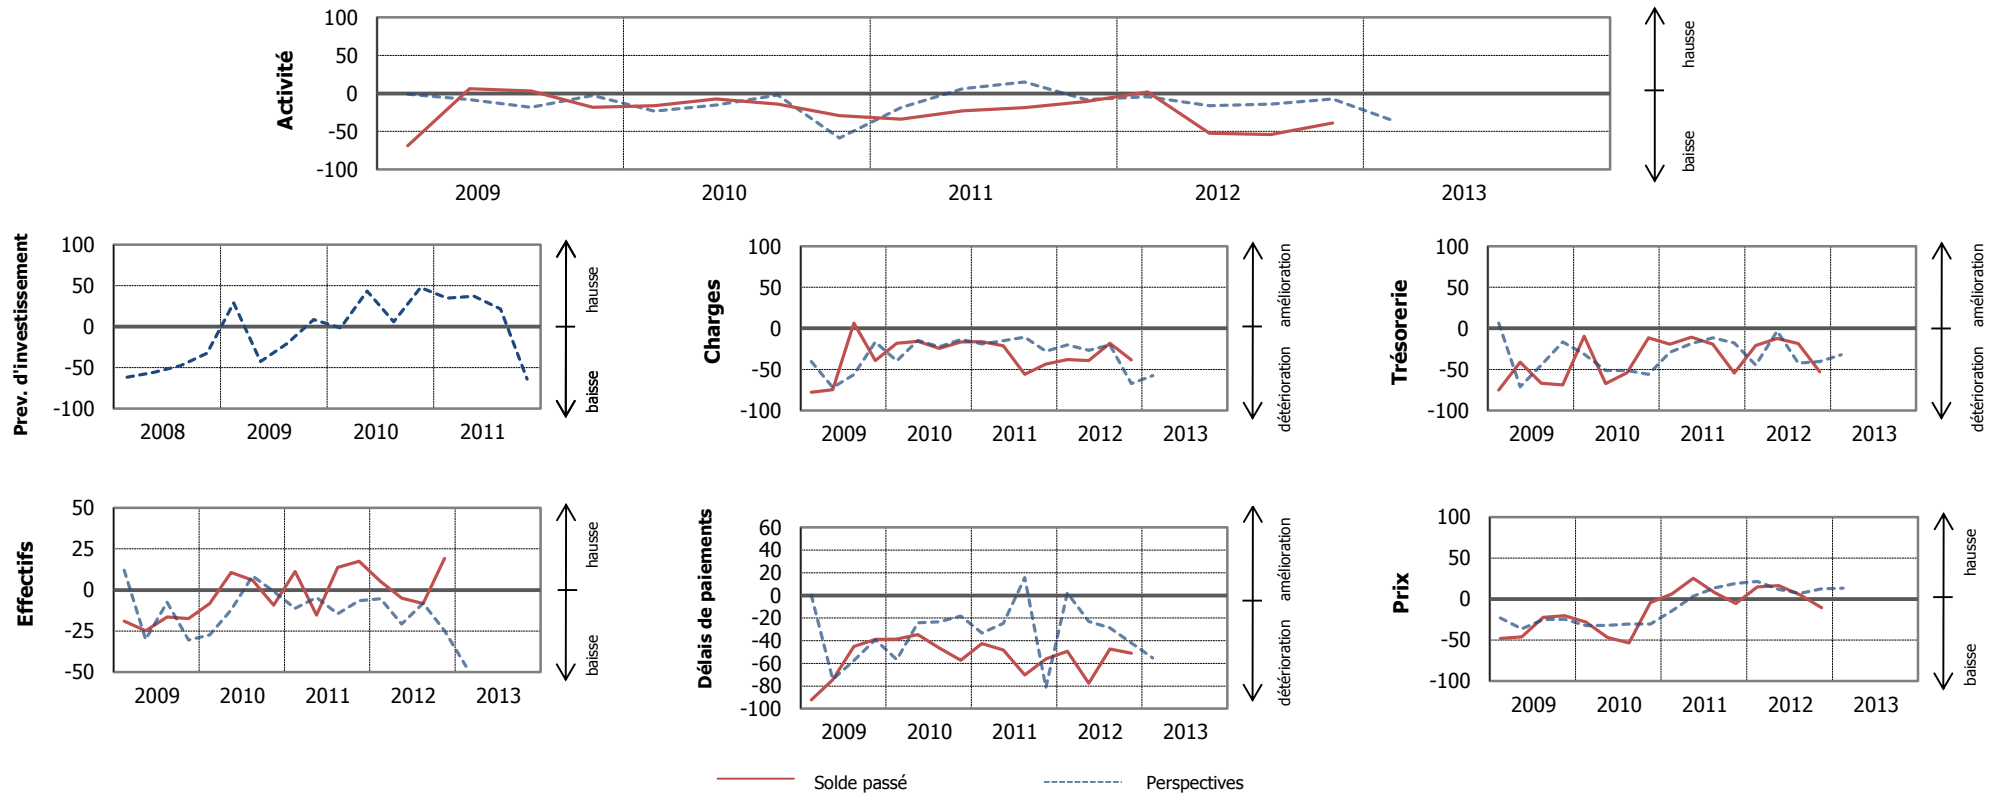 Activité
100
50
0
-50
-100
2009 2010 2011 2012 2013
hausse
baisse
Prev. d'investissement
100
50
0
-50
-100
2008 2009 2010 2011
hausse
baisse
Charges
100
50
0
-50
-100
2009 2010 2011 2012 2013
amélioration
détérioration
Trésorerie
100
50
0
-50
-100
2009 2010 2011 2012 2013
amélioration
détérioration
Effectifs
50
25
0
-25
-50
2009 2010 2011 2012 2013
hausse
baisse
Délais de paiements
60
40
20
0
-20
-40
-60
-80
-100
2009 2010 2011 2012 2013
amélioration
détérioration
Prix
100
50
0
-50
-100
2009 2010 2011 2012 2013
hausse
baisse
Solde passé Perspectives